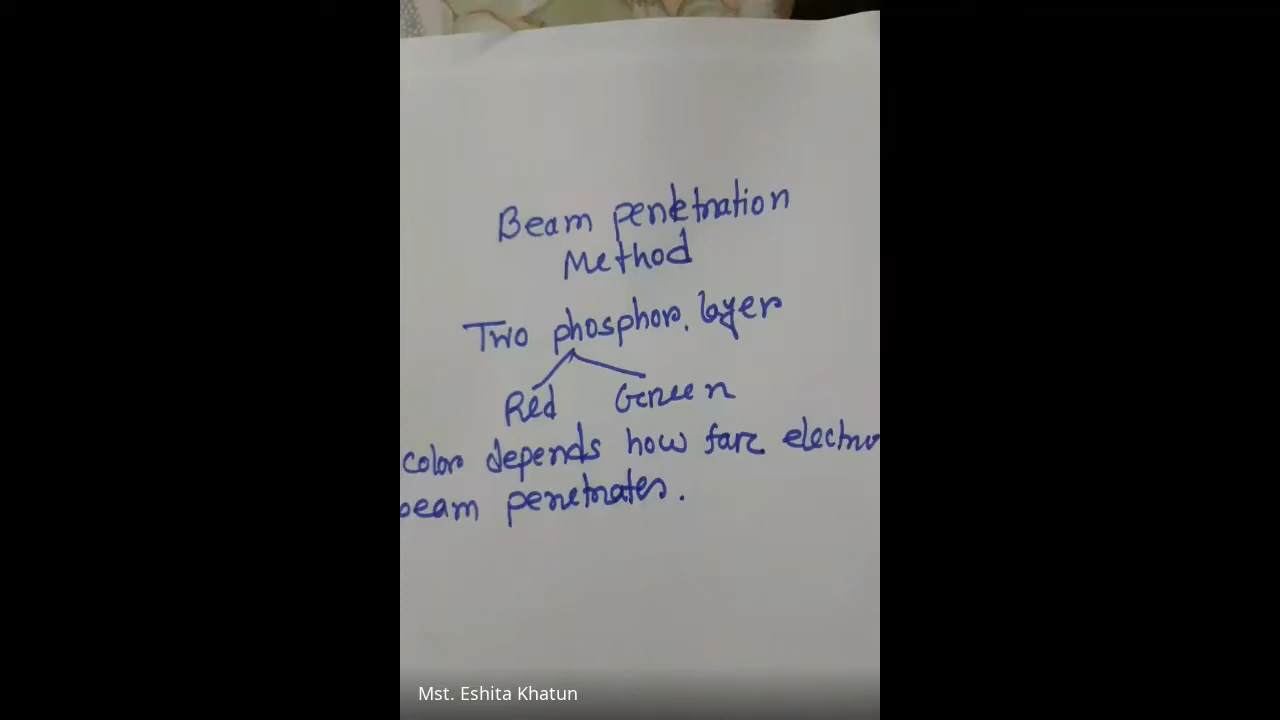 Beam penetration
Method
Two phosphor layer
Red Green
color depends how far electro
beam penetrates.
Mst. Eshita Khatun